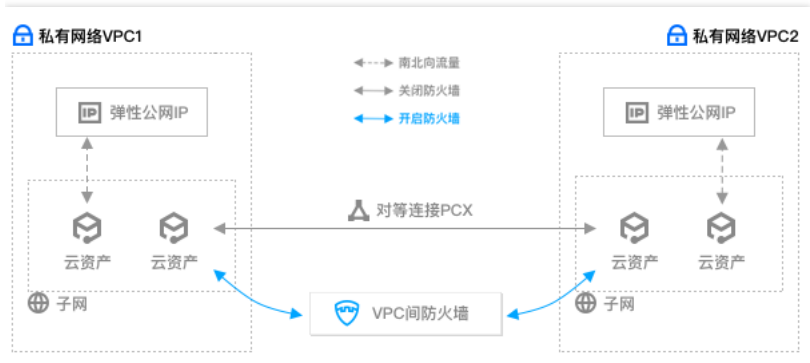 私有网络VPC1
私有网络VPC2
南北向流量
关闭防火墙
开启防火墙
IP 弹性公网IP
IP 弹性公网IP
对等连接PCX
云资产
云资产
云资产
云资产
子网
VPC间防火墙
子网